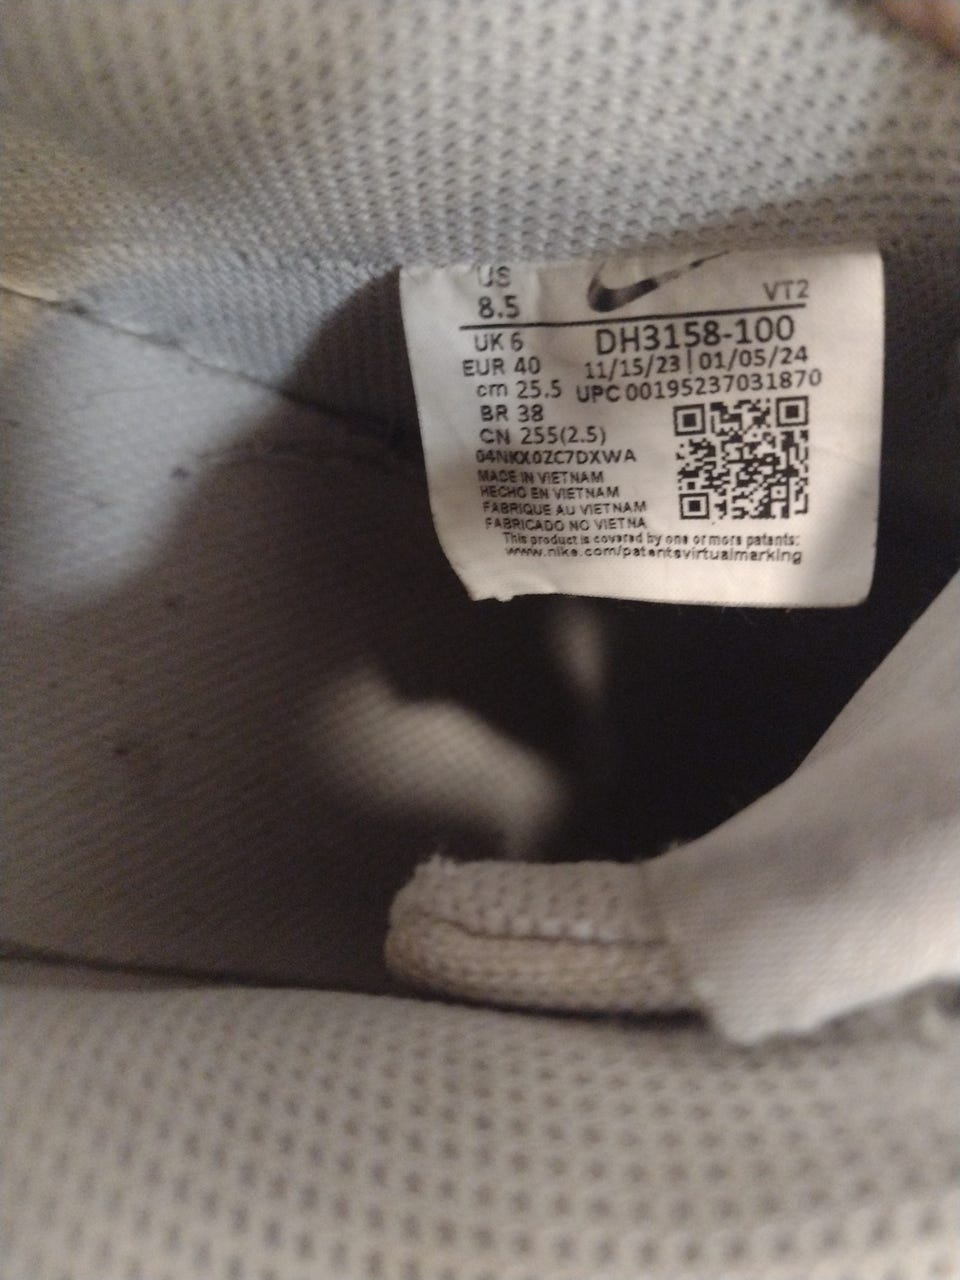 US
8.5
VT2
UK 6
DH3158-100
EUR 40
11/15/23 | 01/05/24
cm 25.5
UPC 00195237031870
BR 38
CN 255(2.5)
04NKX0ZC7DXWA
MADE IN VIETNAM
HECHO EN VIETNAM
FABRIQUE AU VIETNAM
FABRICADO NO VIETNA
This product is covered by one or more patents:
www.nike.com/patentsvirtualmarking